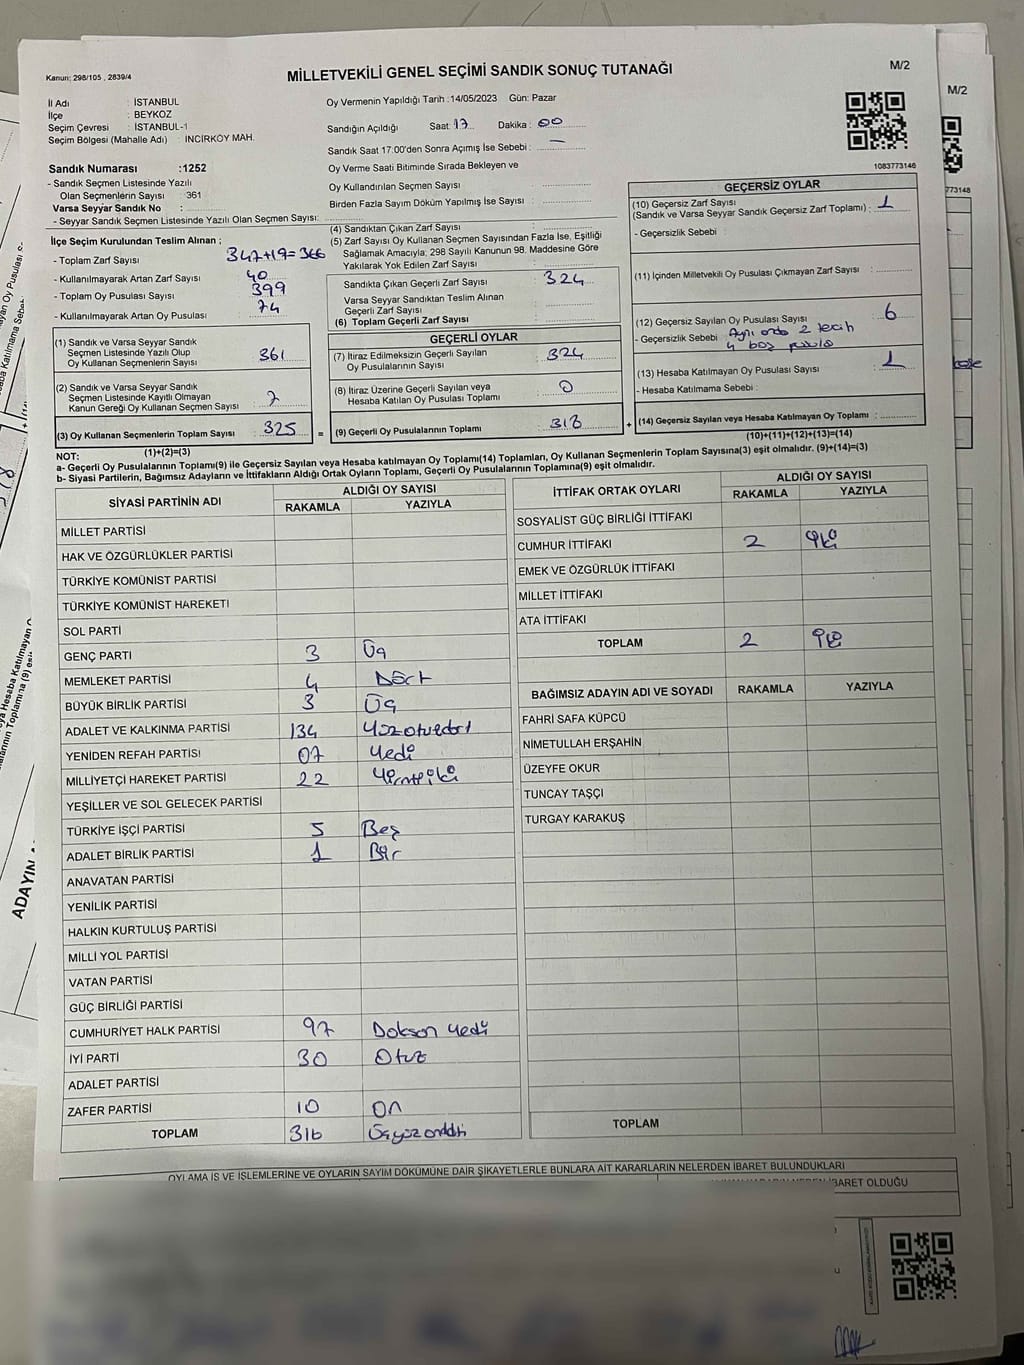 Kanun: 298/105 , 2839/4
MİLLETVEKİLİ GENEL SEÇİMİ SANDIK SONUÇ TUTANAĞI
M/2
İl Adı : İSTANBUL
İlçe : BEYKOZ
Seçim Çevresi : İSTANBUL-1
Seçim Bölgesi (Mahalle Adı) : İNCİRKÖY MAH.
Oy Vermenin Yapıldığı Tarih :14/05/2023 Gün: Pazar
Sandığın Açıldığı Saat: 17 Dakika : 00
Sandık Saat 17:00'den Sonra Açımış İse Sebebi : —
Oy Verme Saati Bitiminde Sırada Bekleyen ve
Oy Kullandırılan Seçmen Sayısı
Birden Fazla Sayım Döküm Yapılmış İse Sayısı
1083773146
Sandık Numarası :1252
- Sandık Seçmen Listesinde Yazılı
Olan Seçmenlerin Sayısı : 361
Varsa Seyyar Sandık No :
- Seyyar Sandık Seçmen Listesinde Yazılı Olan Seçmen Sayısı:
İlçe Seçim Kurulundan Teslim Alınan ;
- Toplam Zarf Sayısı 347+19=366
- Kullanılmayarak Artan Zarf Sayısı 40
- Toplam Oy Pusulası Sayısı 399
- Kullanılmayarak Artan Oy Pusulası 74
(1) Sandık ve Varsa Seyyar Sandık
Seçmen Listesinde Yazılı Olup
Oy Kullanan Seçmenlerin Sayısı 361
(2) Sandık ve Varsa Seyyar Sandık
Seçmen Listesinde Kayıtlı Olmayan
Kanun Gereği Oy Kullanan Seçmen Sayısı 2
(3) Oy Kullanan Seçmenlerin Toplam Sayısı 325 =
(1)+(2)=(3)
(4) Sandıktan Çıkan Zarf Sayısı
(5) Zarf Sayısı Oy Kullanan Seçmen Sayısından Fazla İse, Eşitliği
Sağlamak Amacıyla; 298 Sayılı Kanunun 98. Maddesine Göre
Yakılarak Yok Edilen Zarf Sayısı
Sandıkta Çıkan Geçerli Zarf Sayısı 324
Varsa Seyyar Sandıktan Teslim Alınan
Geçerli Zarf Sayısı
(6) Toplam Geçerli Zarf Sayısı
GEÇERLİ OYLAR
(7) İtiraz Edilmeksizin Geçerli Sayılan
Oy Pusulalarının Sayısı 324
(8) İtiraz Üzerine Geçerli Sayılan veya
Hesaba Katılan Oy Pusulası Toplamı 0
(9) Geçerli Oy Pusulalarının Toplamı 318 +
GEÇERSİZ OYLAR
(10) Geçersiz Zarf Sayısı
(Sandık ve Varsa Seyyar Sandık Geçersiz Zarf Toplamı) : 1
- Geçersizlik Sebebi
(11) İçinden Milletvekili Oy Pusulası Çıkmayan Zarf Sayısı
(12) Geçersiz Sayılan Oy Pusulası Sayısı 6
- Geçersizlik Sebebi : Aynı anda 2 tecih
4 boş pusula
(13) Hesaba Katılmayan Oy Pusulası Sayısı 1
- Hesaba Katılmama Sebebi :
(14) Geçersiz Sayılan veya Hesaba Katılmayan Oy Toplamı :
(10)+(11)+(12)+(13)=(14)
NOT:
a- Geçerli Oy Pusulalarının Toplamı(9) ile Geçersiz Sayılan veya Hesaba katılmayan Oy Toplamı(14) Toplamları, Oy Kullanan Seçmenlerin Toplam Sayısına(3) eşit olmalıdır. (9)+(14)=(3)
b- Siyasi Partilerin, Bağımsız Adayların ve İttifakların Aldığı Ortak Oyların Toplamı, Geçerli Oy Pusulalarının Toplamına(9) eşit olmalıdır.
SİYASİ PARTİNİN ADI
ALDIĞI OY SAYISI
RAKAMLA YAZIYLA
MİLLET PARTİSİ
HAK VE ÖZGÜRLÜKLER PARTİSİ
TÜRKİYE KOMÜNİST PARTİSİ
TÜRKİYE KOMÜNİST HAREKETİ
SOL PARTİ
GENÇ PARTİ 3 Üç
MEMLEKET PARTİSİ 4 Dört
BÜYÜK BİRLİK PARTİSİ 3 Üç
ADALET VE KALKINMA PARTİSİ 134 Yüzotuzdört
YENİDEN REFAH PARTİSİ 07 Yedi
MİLLİYETÇİ HAREKET PARTİSİ 22 Yirmiiki
YEŞİLLER VE SOL GELECEK PARTİSİ
TÜRKİYE İŞÇİ PARTİSİ 5 Beş
ADALET BİRLİK PARTİSİ 1 Bir
ANAVATAN PARTİSİ
YENİLİK PARTİSİ
HALKIN KURTULUŞ PARTİSİ
MİLLİ YOL PARTİSİ
VATAN PARTİSİ
GÜÇ BİRLİĞİ PARTİSİ
CUMHURİYET HALK PARTİSİ 97 Doksan yedi
İYİ PARTİ 30 Otuz
ADALET PARTİSİ
ZAFER PARTİSİ 10 On
TOPLAM 316 Üçyüzonaltı
İTTİFAK ORTAK OYLARI
ALDIĞI OY SAYISI
RAKAMLA YAZIYLA
SOSYALİST GÜÇ BİRLİĞİ İTTİFAKI
CUMHUR İTTİFAKI 2 İki
EMEK VE ÖZGÜRLÜK İTTİFAKI
MİLLET İTTİFAKI
ATA İTTİFAKI
TOPLAM 2 İki
BAĞIMSIZ ADAYIN ADI VE SOYADI RAKAMLA YAZIYLA
FAHRİ SAFA KÜPCÜ
NİMETULLAH ERŞAHİN
ÜZEYFE OKUR
TUNCAY TAŞÇI
TURGAY KARAKUŞ
TOPLAM
OYLAMA İŞ VE İŞLEMLERİNE VE OYLARIN SAYIM DÖKÜMÜNE DAİR ŞİKAYETLERLE BUNLARA AİT KARARLARIN NELERDEN İBARET BULUNDUKLARI
BARET OLDUĞU
M/2
773148
ADAYIN